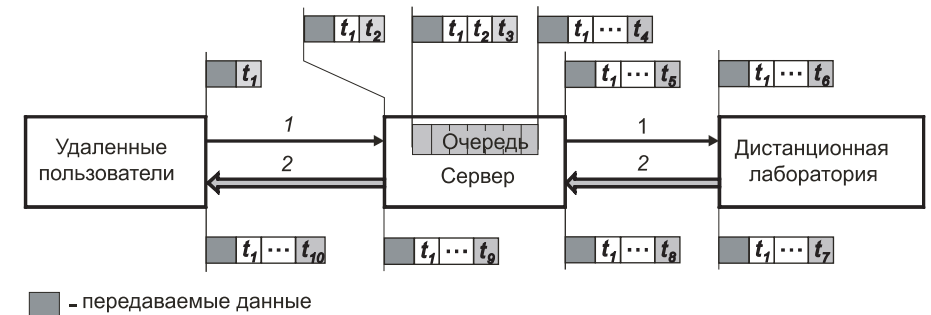 t1 t2
t1 t2 t3
t1 ... t4
t1
t1 ... t5
t1 ... t6
1
1
Очередь
Удаленные
пользователи
2
Сервер
2
Дистанционная
лаборатория
t1 ... t10
t1 ... t9
t1 ... t8
t1 ... t7
- передаваемые данные